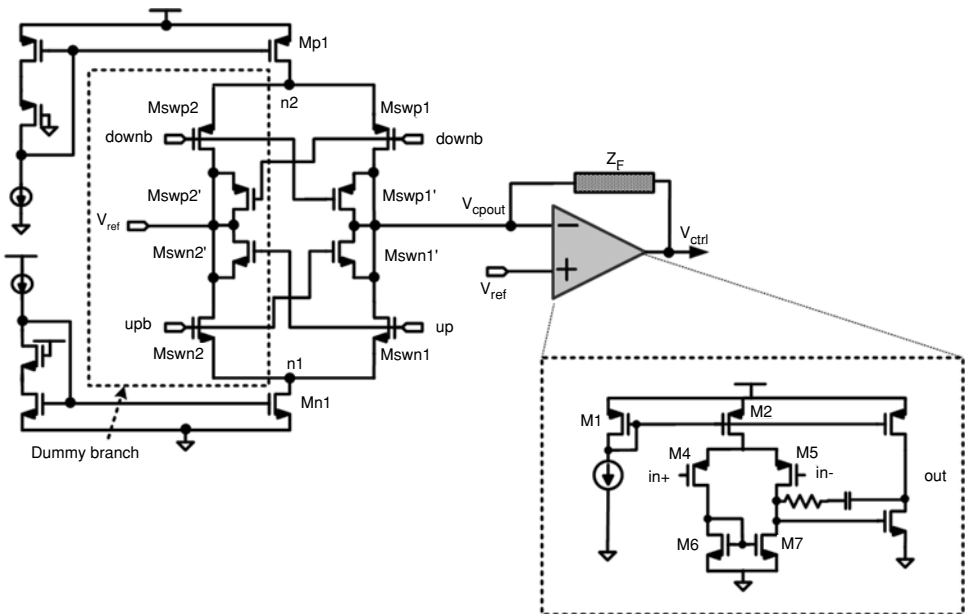 Mp1
n2
Mswp2
Mswp1
downb
downb
Mswp2'
Mswp1'
Z_F
V_cpout
V_ref
V_ctrl
Mswn2'
Mswn1'
V_ref
upb
up
Mswn2
Mswn1
n1
Mn1
Dummy branch
M1
M2
M4
M5
in+
in-
out
M6
M7